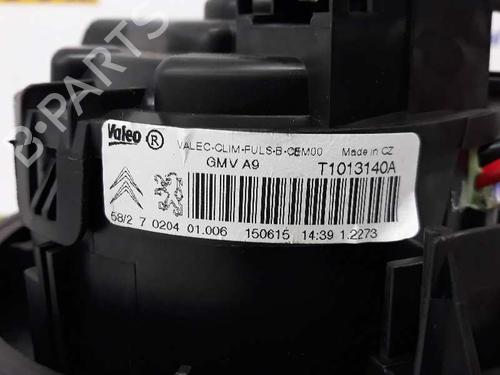 Valeo ® VALEC-CLIM-PULS-B-CEM00 Made in CZ
GMV A9 T1013140A
58/2 7 0204 01.006 150615 14:39 1.2273
B-PARTS